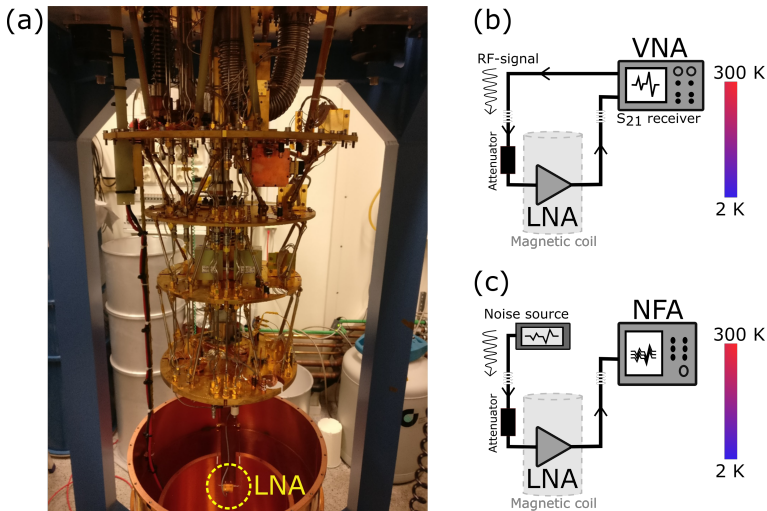 (a)
LNA
(b)
VNA
RF-signal
300 K
S21 receiver
Attenuator
LNA
2 K
Magnetic coil
(c)
Noise source
NFA
300 K
Attenuator
LNA
2 K
Magnetic coil